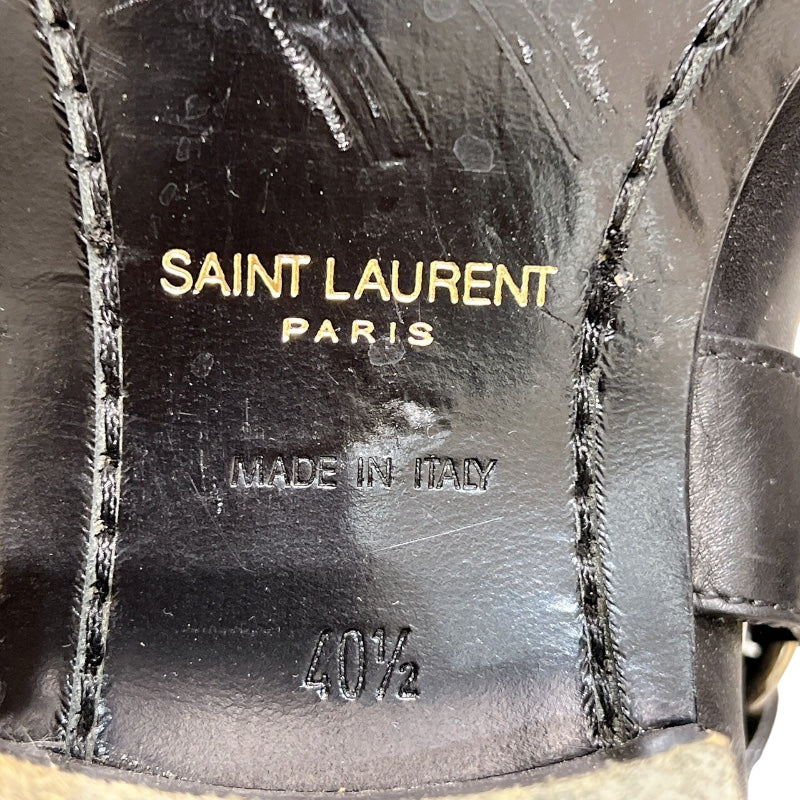 SAINT LAURENT
PARIS
MADE IN ITALY
40½